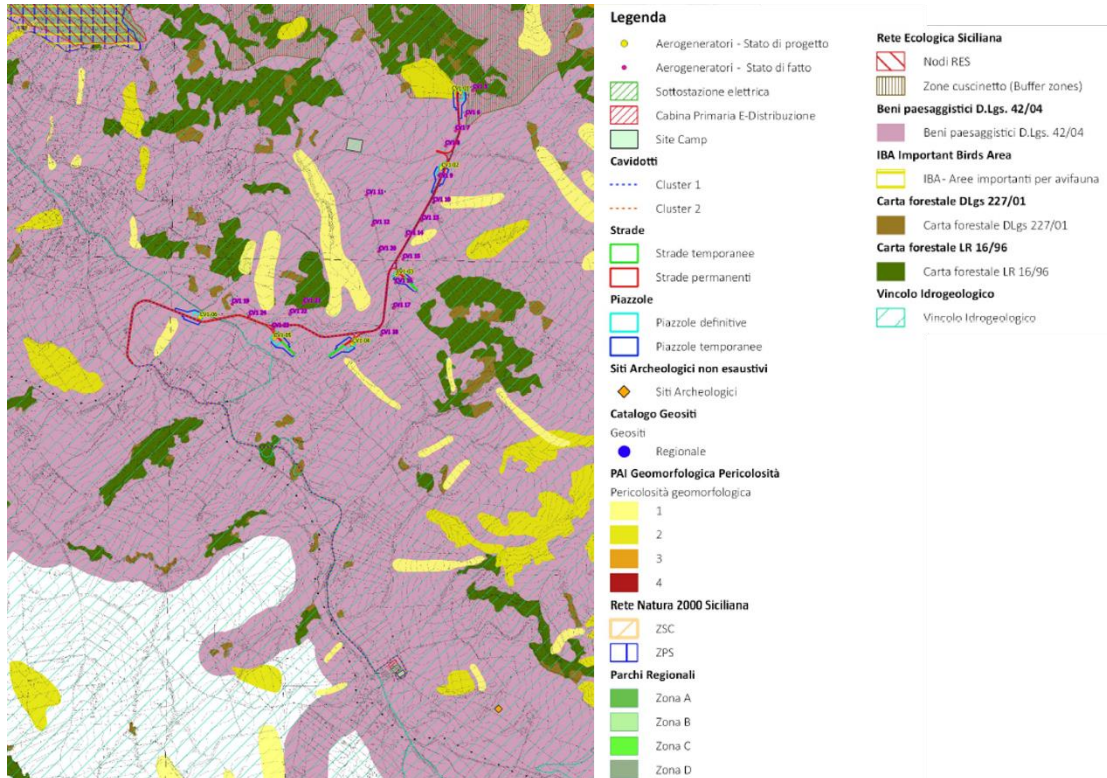 Legenda
Aerogeneratori - Stato di progetto
Aerogeneratori - Stato di fatto
Sottostazione elettrica
Cabina Primaria E-Distribuzione
Site Camp
Cavidotti
Cluster 1
Cluster 2
Strade
Strade temporanee
Strade permanenti
Piazzole
Piazzole definitive
Piazzole temporanee
Siti Archeologici non esaustivi
Siti Archeologici
Catalogo Geositi
Geositi
Regionale
PAI Geomorfologica Pericolosità
Pericolosità geomorfologica
1
2
3
4
Rete Natura 2000 Siciliana
ZSC
ZPS
Parchi Regionali
Zona A
Zona B
Zona C
Zona D
Rete Ecologica Siciliana
Nodi RES
Zone cuscinetto (Buffer zones)
Beni paesaggistici D.Lgs. 42/04
Beni paesaggistici D.Lgs. 42/04
IBA Important Birds Area
IBA - Aree importanti per avifauna
Carta forestale DLgs 227/01
Carta forestale DLgs 227/01
Carta forestale LR 16/96
Carta forestale LR 16/96
Vincolo Idrogeologico
Vincolo Idrogeologico